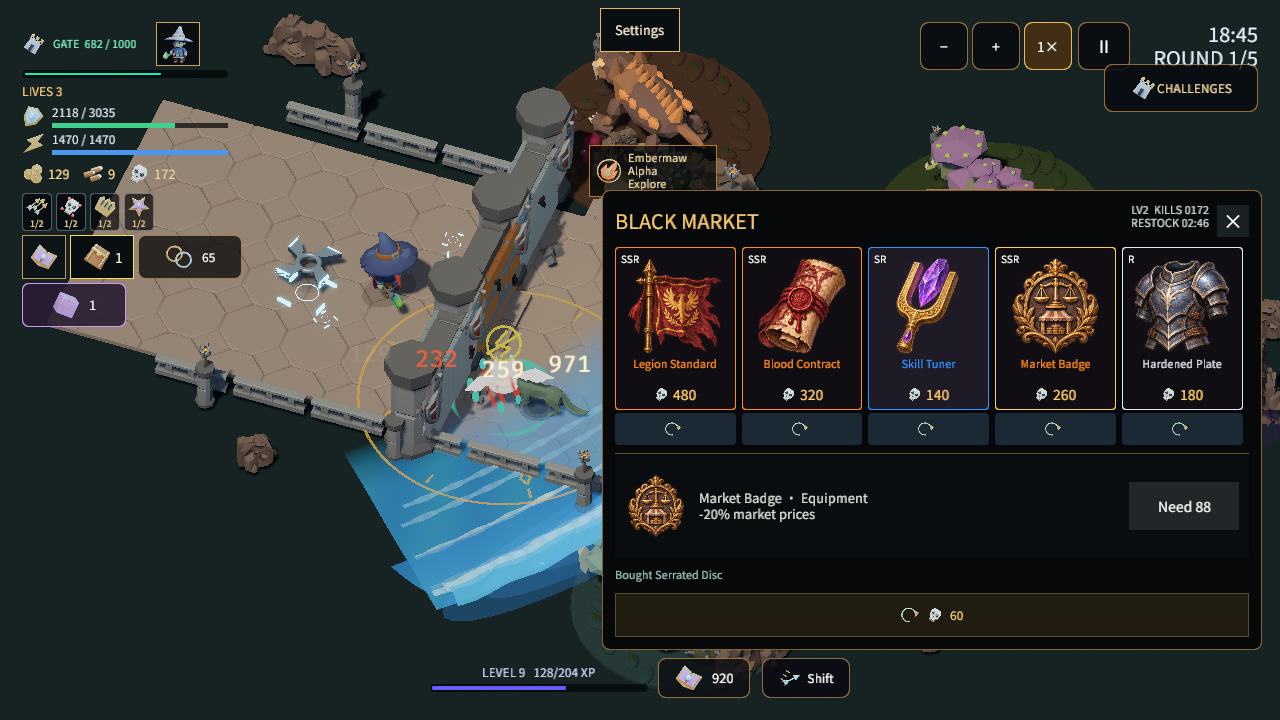 GATE 682 / 1000
Settings
−
+
1×
18:45
ROUND 1/5
CHALLENGES
LIVES 3
2118 / 3035
1470 / 1470
129
9
172
1/2
1/2
1/2
1/2
1
65
1
Embermaw
Alpha
Explore
232
259
971
BLACK MARKET
LV2 KILLS 0172
RESTOCK 02:46
SSR
Legion Standard
480
SSR
Blood Contract
320
SR
Skill Tuner
140
SSR
Market Badge
260
R
Hardened Plate
180
Market Badge • Equipment
-20% market prices
Need 88
Bought Serrated Disc
60
LEVEL 9 128/204 XP
920
Shift